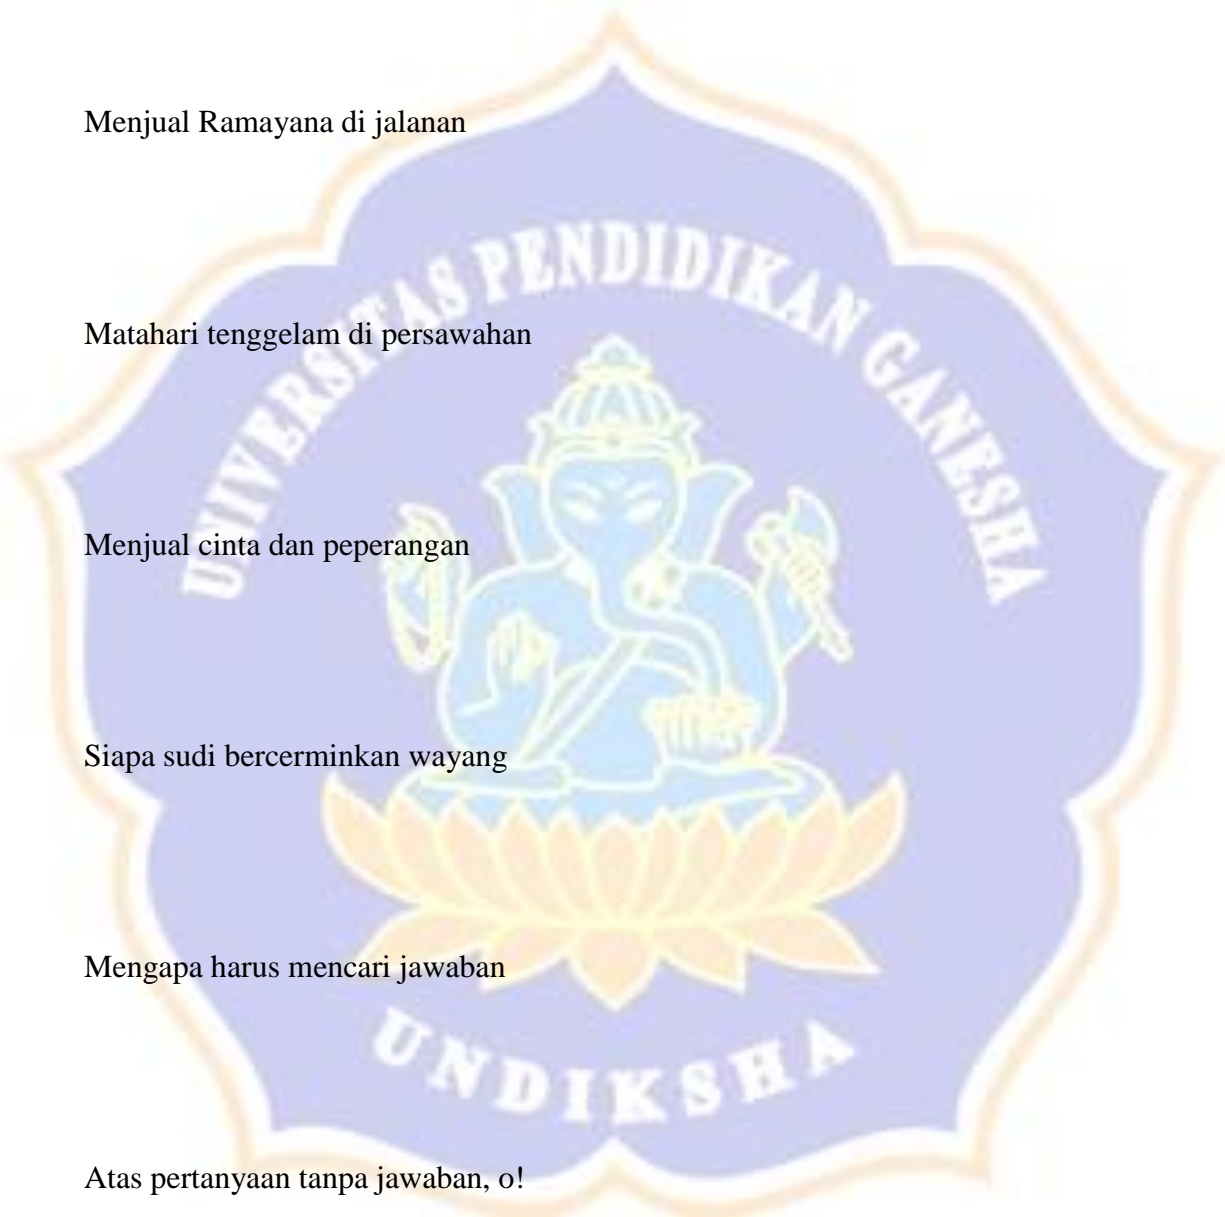 Menjual Ramayana di jalanan
UNIVERSITAS PENDIDIKAN GANESHA
Matahari tenggelam di persawahan
Menjual cinta dan peperangan
Siapa sudi bercerminkan wayang
Mengapa harus mencari jawaban
UNDIKSHA
Atas pertanyaan tanpa jawaban, o!